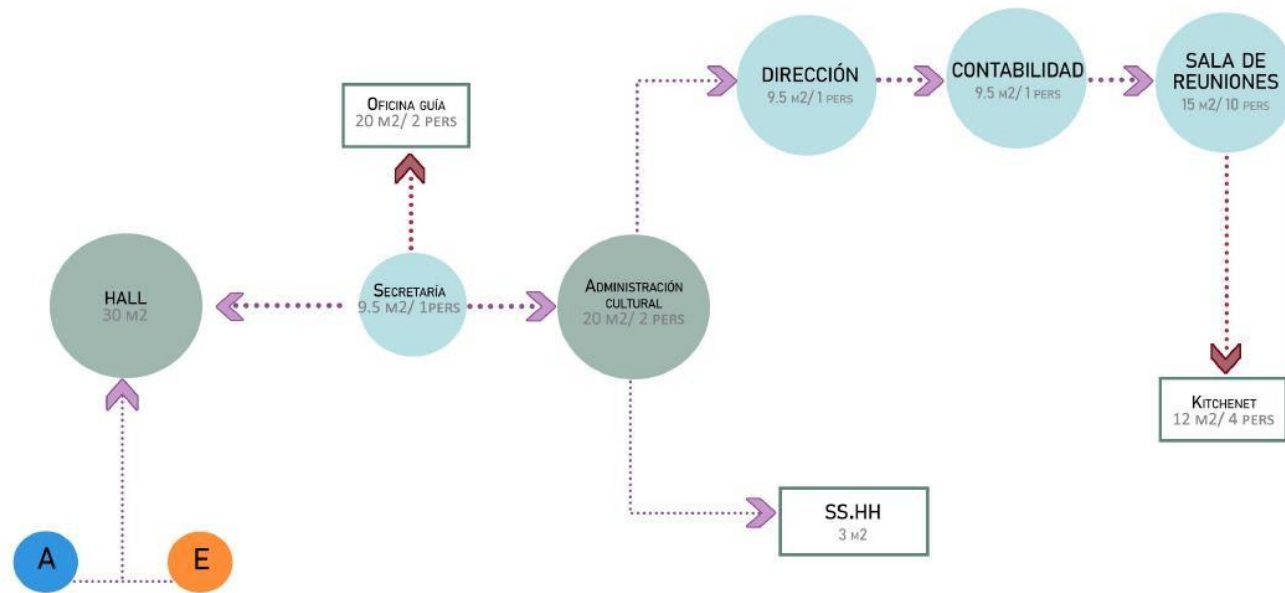 DIRECCIÓN
9.5 M2/ 1 PERS
CONTABILIDAD
9.5 M2/ 1 PERS
SALA DE
REUNIONES
15 M2/ 10 PERS
OFICINA GUÍA
20 M2/ 2 PERS
HALL
30 M2
SECRETARÍA
9.5 M2/ 1PERS
ADMINISTRACIÓN
CULTURAL
20 M2/ 2 PERS
KITCHENET
12 M2/ 4 PERS
SS.HH
3 M2
A
E